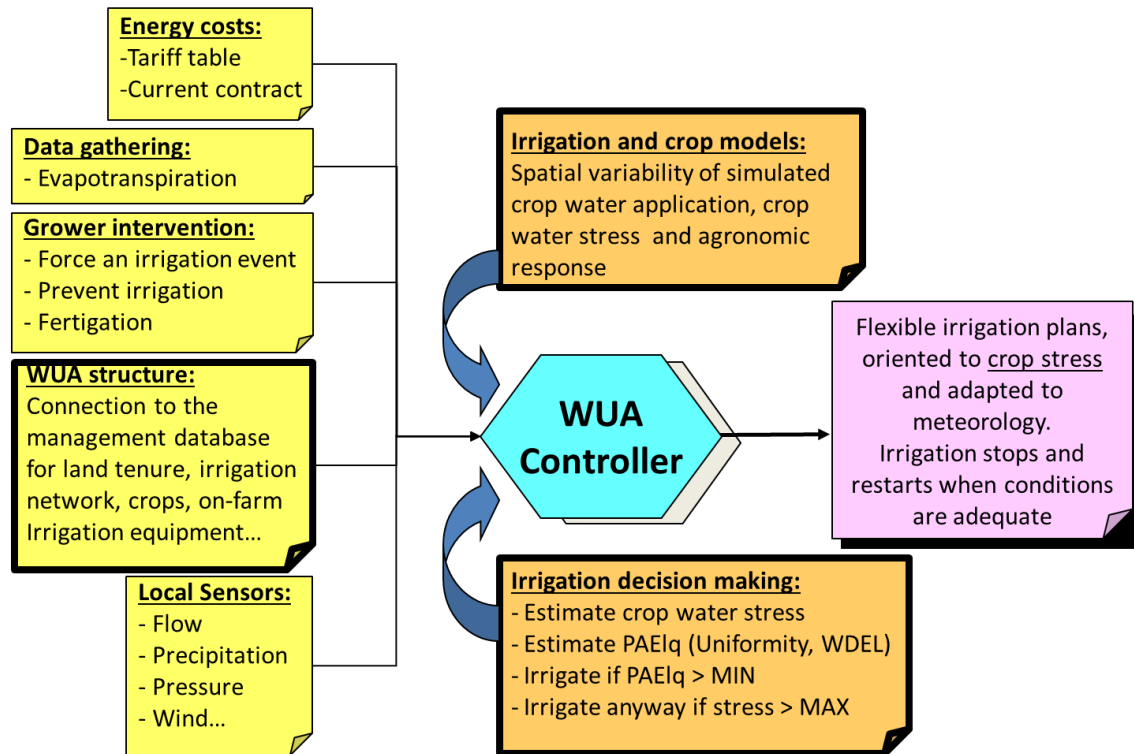 Energy costs:
-Tariff table
-Current contract
Data gathering:
- Evapotranspiration
Grower intervention:
- Force an irrigation event
- Prevent irrigation
- Fertigation
WUA structure:
Connection to the
management database
for land tenure, irrigation
network, crops, on-farm
Irrigation equipment...
Local Sensors:
- Flow
- Precipitation
- Pressure
- Wind...
Irrigation and crop models:
Spatial variability of simulated
crop water application, crop
water stress and agronomic
response
WUA
Controller
Irrigation decision making:
- Estimate crop water stress
- Estimate PAElq (Uniformity, WDEL)
- Irrigate if PAElq > MIN
- Irrigate anyway if stress > MAX
Flexible irrigation plans,
oriented to crop stress
and adapted to
meteorology.
Irrigation stops and
restarts when conditions
are adequate